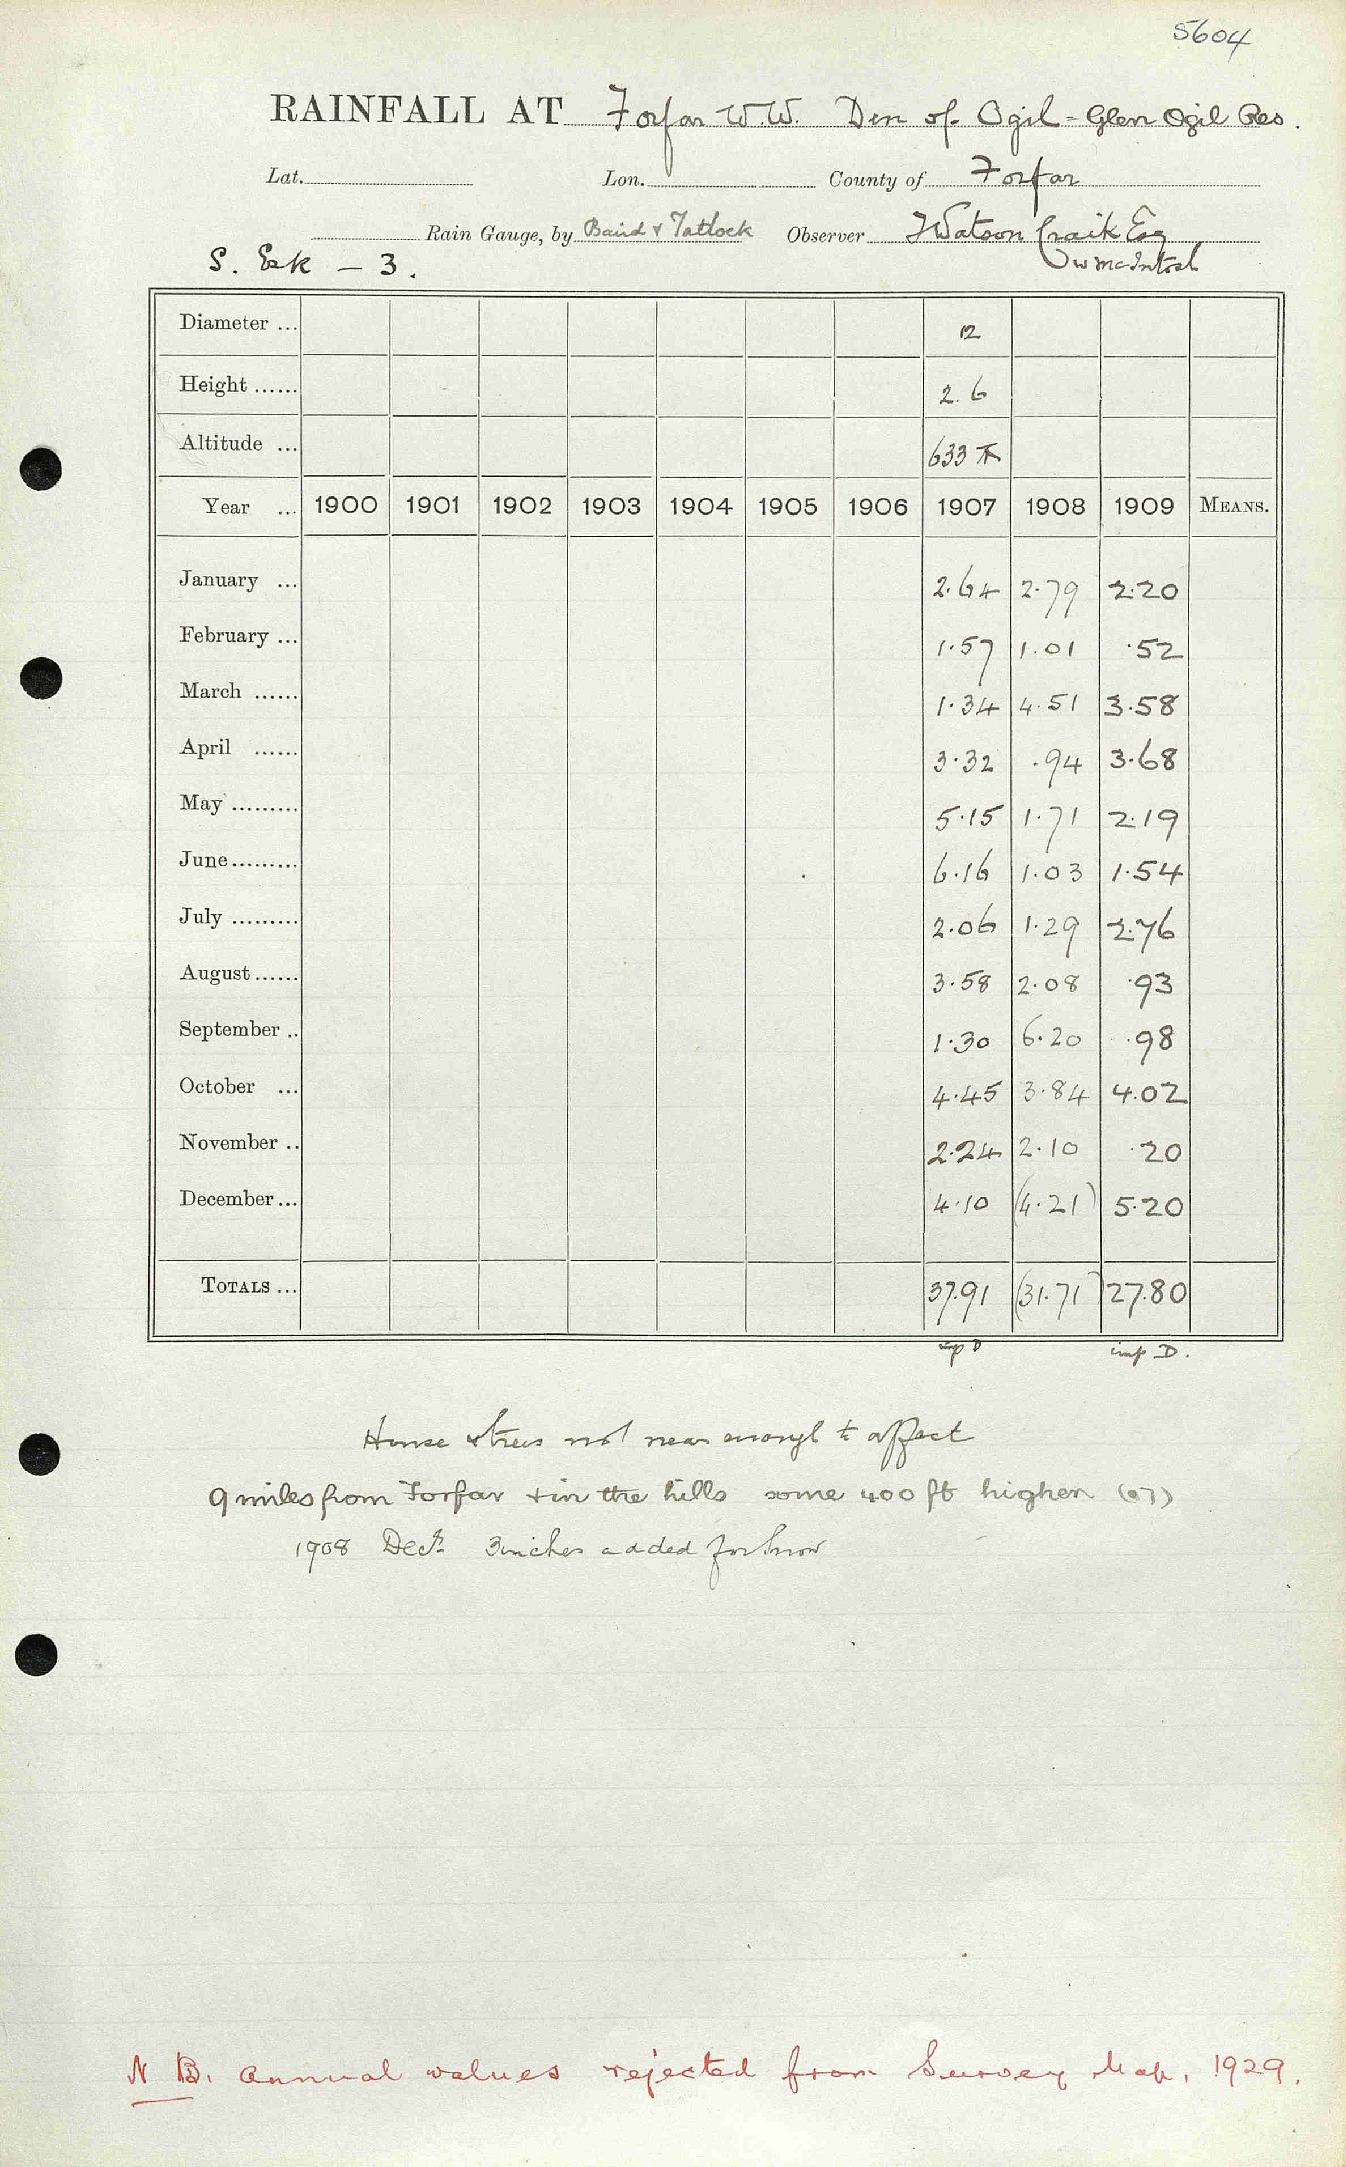 5604
RAINFALL AT Forfar W.W. Den of Ogil = Glen Ogil Res.
Lat. Lon. County of Forfar
Rain Gauge, by Baird & Tatlock Observer J Watson Craik Esq
S. Esk – 3. W McIntosh
Diameter ... 12
Height ...... 2. 6
Altitude ... 633
Year ... 1900 1901 1902 1903 1904 1905 1906 1907 1908 1909 MEANS.
January ... 2.64 2.79 2.20
February ... 1.57 1.01 .52
March ...... 1.34 4.51 3.58
April ...... 3.32 .94 3.68
May ......... 5.15 1.71 2.19
June ......... 6.16 1.03 1.54
July ......... 2.06 1.29 2.76
August ...... 3.58 2.08 .93
September .. 1.30 6.20 .98
October ... 4.45 3.84 4.02
November .. 2.24 2.10 .20
December ... 4.10 (4.21) 5.20
TOTALS ... 37.91 (31.71) 27.80
imp D imp D.
House & trees not near enough to affect
9 miles from Forfar & in the hills some 400 ft higher (07)
1908 Decr 3 inches added for Snow
N B. Annual values rejected from Survey Map, 1929.